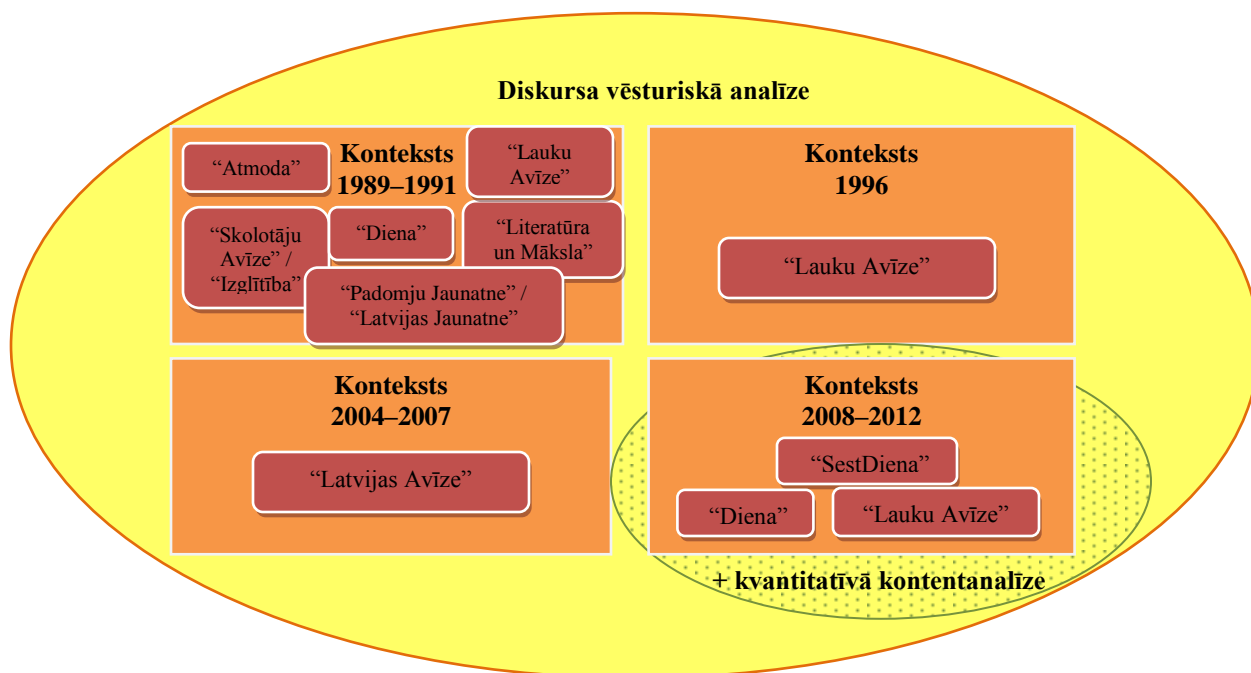 Diskursa vēsturiskā analīze
Konteksts
1989–1991
“Atmoda”
“Lauku
Avīze”
“Skolotāju
Avīze” /
“Izglītība”
“Diena”
“Literatūra
un Māksla”
“Padomju Jaunatne” /
“Latvijas Jaunatne”
Konteksts
1996
“Lauku Avīze”
Konteksts
2004–2007
“Latvijas Avīze”
Konteksts
2008–2012
“SestDiena”
“Diena”
“Lauku Avīze”
+ kvantitatīvā kontentanalīze